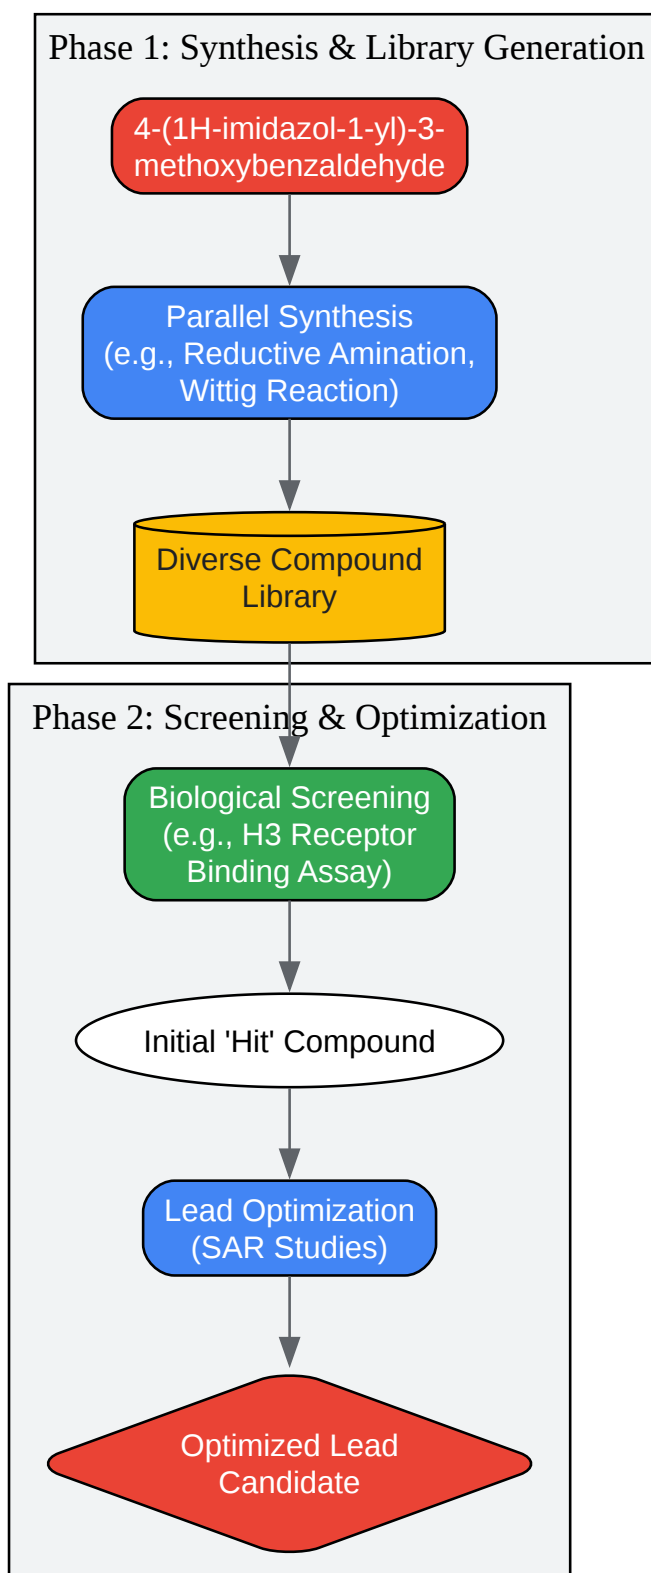 Phase 1: Synthesis & Library Generation
4-(1H-imidazol-1-yl)-3-
methoxybenzaldehyde
Parallel Synthesis
(e.g., Reductive Amination,
Wittig Reaction)
Diverse Compound
Library
Phase 2: Screening & Optimization
Biological Screening
(e.g., H3 Receptor
Binding Assay)
Initial 'Hit' Compound
Lead Optimization
(SAR Studies)
Optimized Lead
Candidate